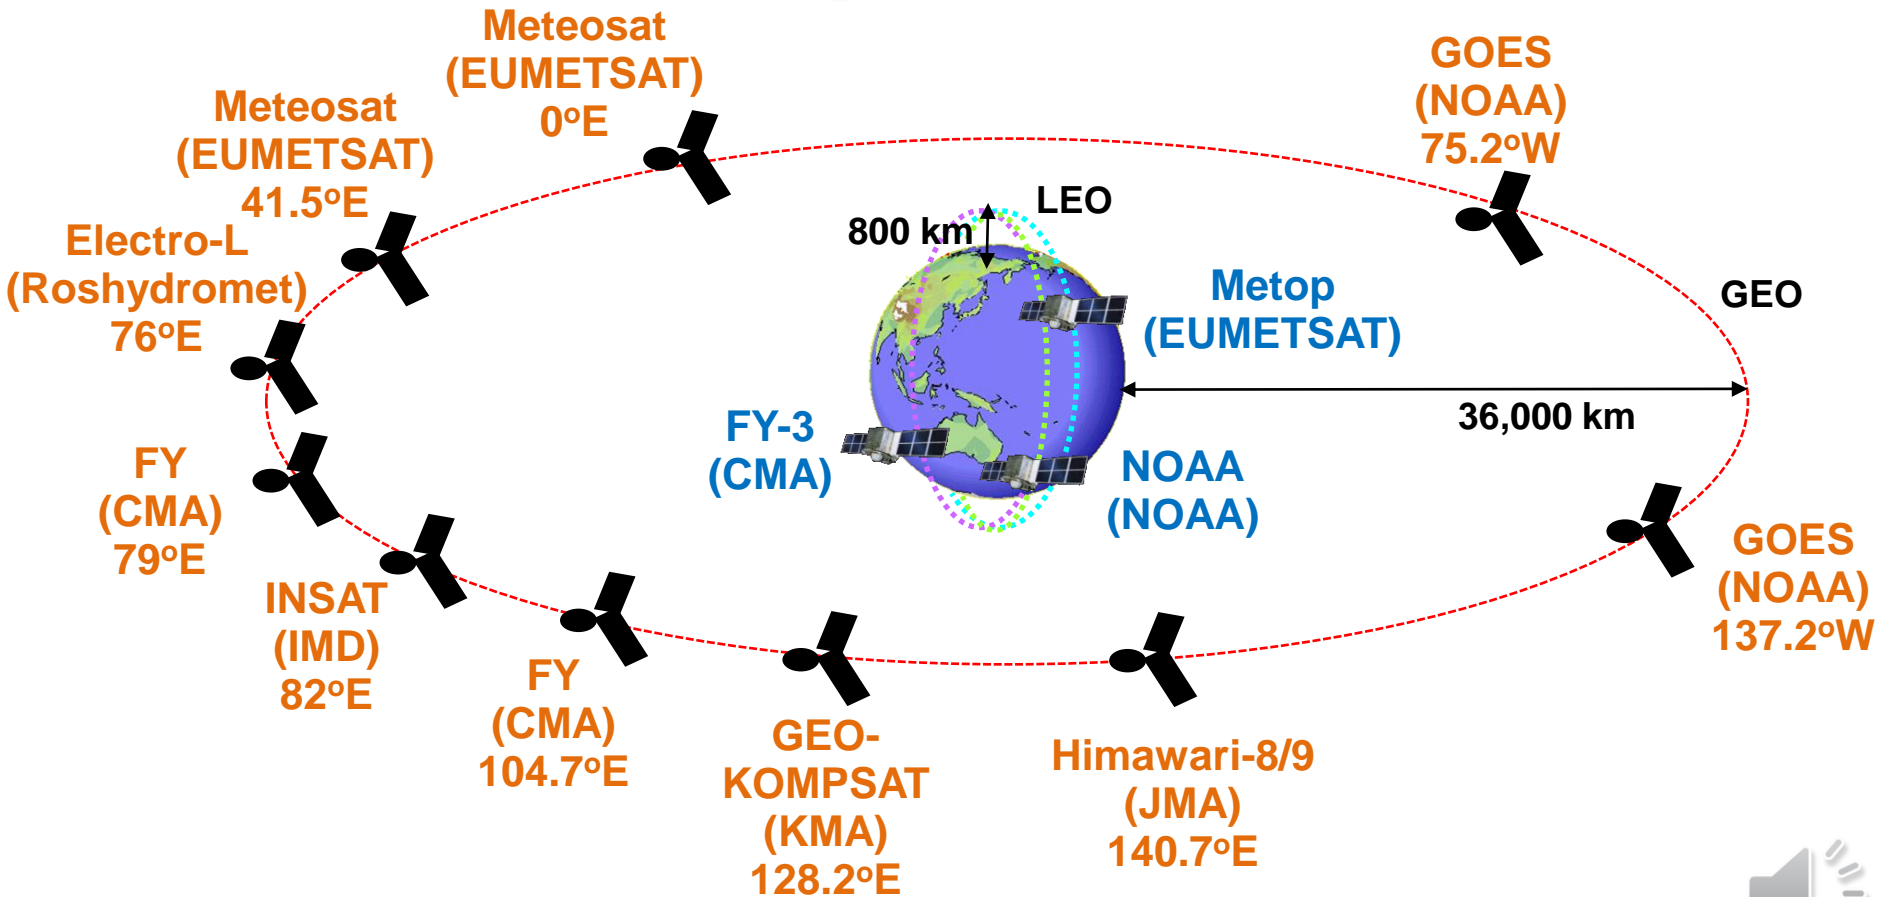 Meteosat
(EUMETSAT)
0°E
GOES
(NOAA)
75.2°W
Meteosat
(EUMETSAT)
41.5°E
LEO
800 km
Electro-L
(Roshydromet)
76°E
Metop
(EUMETSAT)
GEO
36,000 km
FY-3
(CMA)
NOAA
(NOAA)
FY
(CMA)
79°E
GOES
(NOAA)
137.2°W
INSAT
(IMD)
82°E
FY
(CMA)
104.7°E
GEO-
KOMPSAT
(KMA)
128.2°E
Himawari-8/9
(JMA)
140.7°E